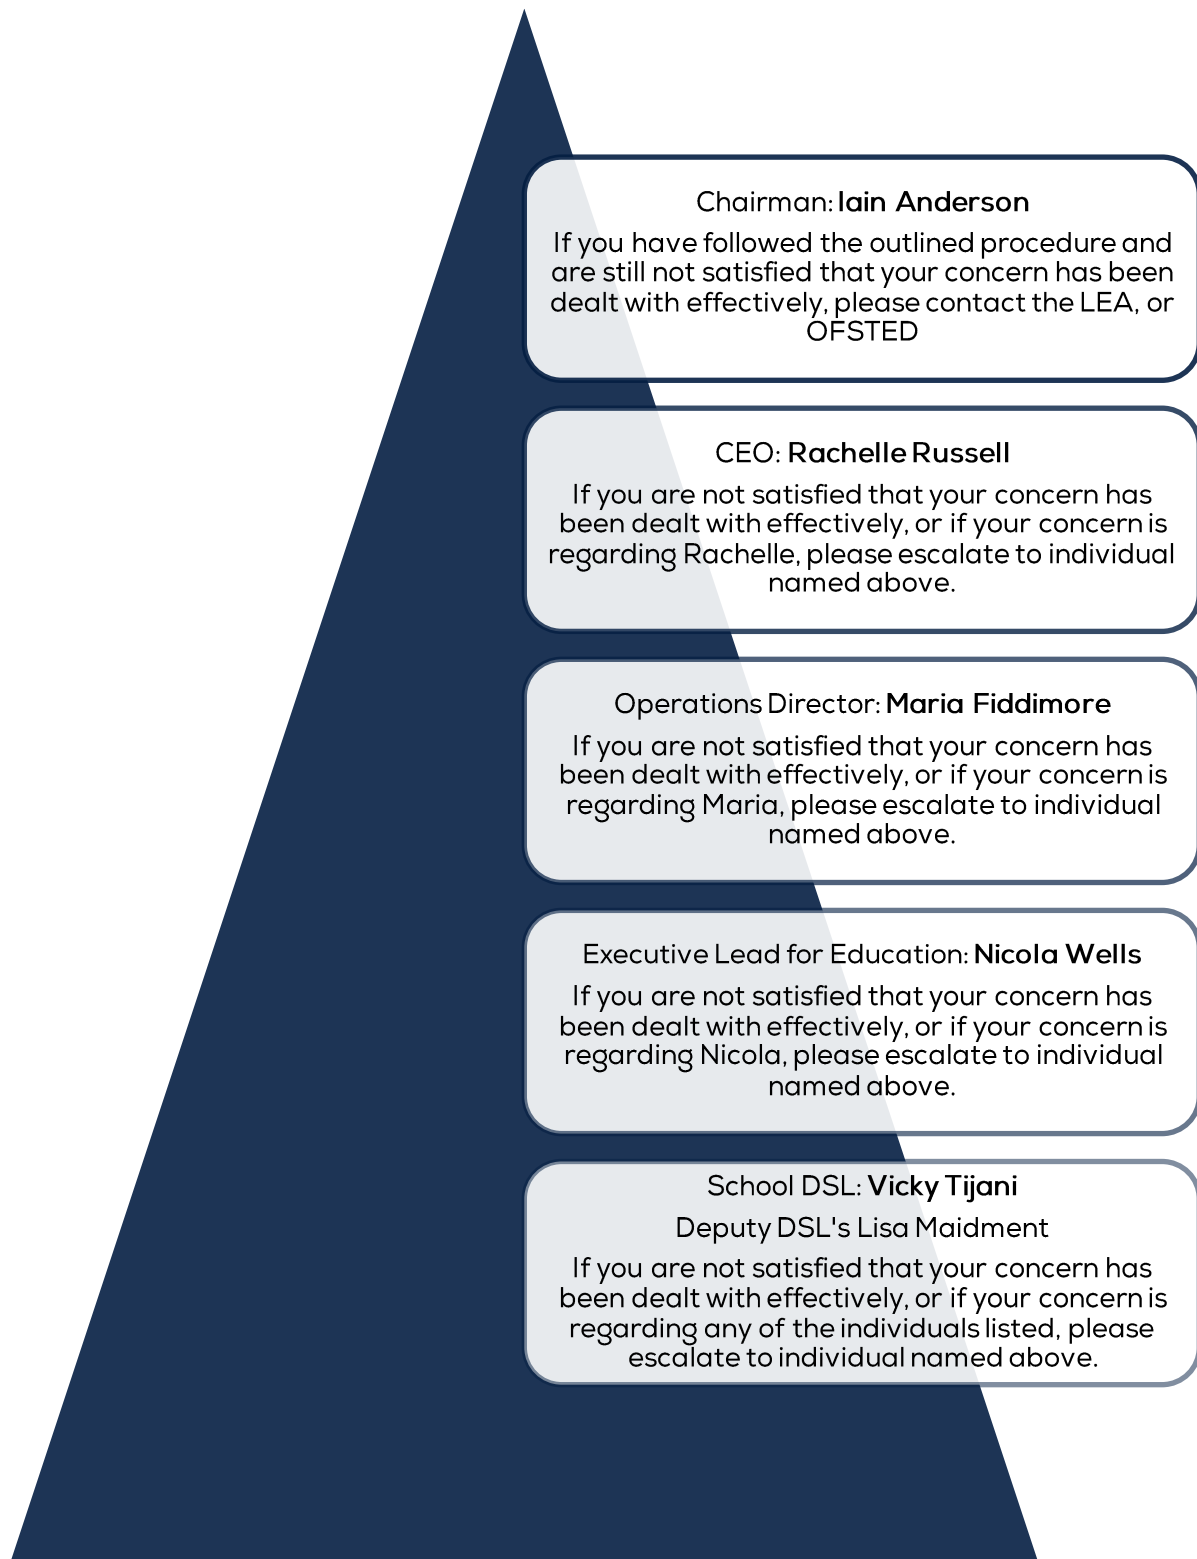 Chairman: Iain Anderson
If you have followed the outlined procedure and
are still not satisfied that your concern has been
dealt with effectively, please contact the LEA, or
OFSTED
CEO: Rachelle Russell
If you are not satisfied that your concern has
been dealt with effectively, or if your concern is
regarding Rachelle, please escalate to individual
named above.
Operations Director: Maria Fiddimore
If you are not satisfied that your concern has
been dealt with effectively, or if your concern is
regarding Maria, please escalate to individual
named above.
Executive Lead for Education: Nicola Wells
If you are not satisfied that your concern has
been dealt with effectively, or if your concern is
regarding Nicola, please escalate to individual
named above.
School DSL: Vicky Tijani
Deputy DSL's Lisa Maidment
If you are not satisfied that your concern has
been dealt with effectively, or if your concern is
regarding any of the individuals listed, please
escalate to individual named above.